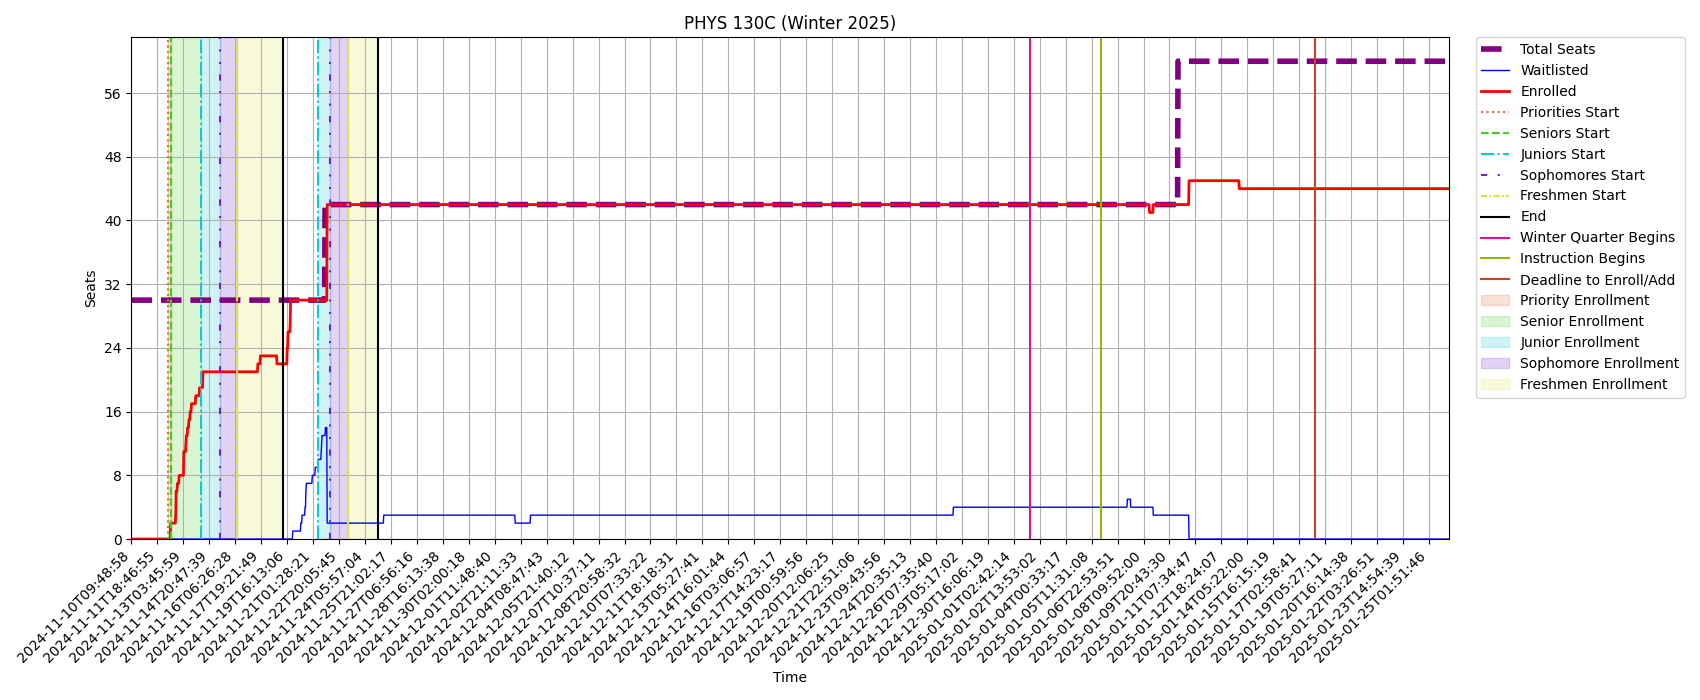 PHYS 130C (Winter 2025)
Seats
56
48
40
32
24
16
8
0
2024-11-10T09:48:58
2024-11-11T18:46:55
2024-11-13T03:45:59
2024-11-14T20:47:39
2024-11-16T06:26:28
2024-11-17T19:21:49
2024-11-19T16:13:06
2024-11-21T01:28:21
2024-11-22T20:05:45
2024-11-24T05:57:04
2024-11-25T21:02:17
2024-11-27T06:56:16
2024-11-28T16:13:38
2024-11-30T02:00:18
2024-12-01T11:48:40
2024-12-02T21:11:33
2024-12-04T08:47:43
2024-12-05T21:40:12
2024-12-07T10:37:11
2024-12-08T20:58:32
2024-12-10T07:33:22
2024-12-11T18:18:31
2024-12-13T05:27:41
2024-12-14T16:01:44
2024-12-16T03:06:57
2024-12-17T14:23:17
2024-12-19T00:59:56
2024-12-20T12:06:25
2024-12-21T22:51:06
2024-12-23T09:43:56
2024-12-24T20:35:13
2024-12-26T07:35:40
2024-12-29T05:17:02
2024-12-30T16:06:19
2025-01-01T02:42:14
2025-01-02T13:53:02
2025-01-04T00:33:17
2025-01-05T11:31:08
2025-01-06T22:53:51
2025-01-08T09:52:00
2025-01-09T20:43:30
2025-01-11T07:34:47
2025-01-12T18:24:07
2025-01-14T05:22:00
2025-01-15T16:15:19
2025-01-17T02:58:41
2025-01-19T05:27:11
2025-01-20T16:14:38
2025-01-22T03:26:51
2025-01-23T14:54:39
2025-01-25T01:51:46
Time
Total Seats
Waitlisted
Enrolled
Priorities Start
Seniors Start
Juniors Start
Sophomores Start
Freshmen Start
End
Winter Quarter Begins
Instruction Begins
Deadline to Enroll/Add
Priority Enrollment
Senior Enrollment
Junior Enrollment
Sophomore Enrollment
Freshmen Enrollment